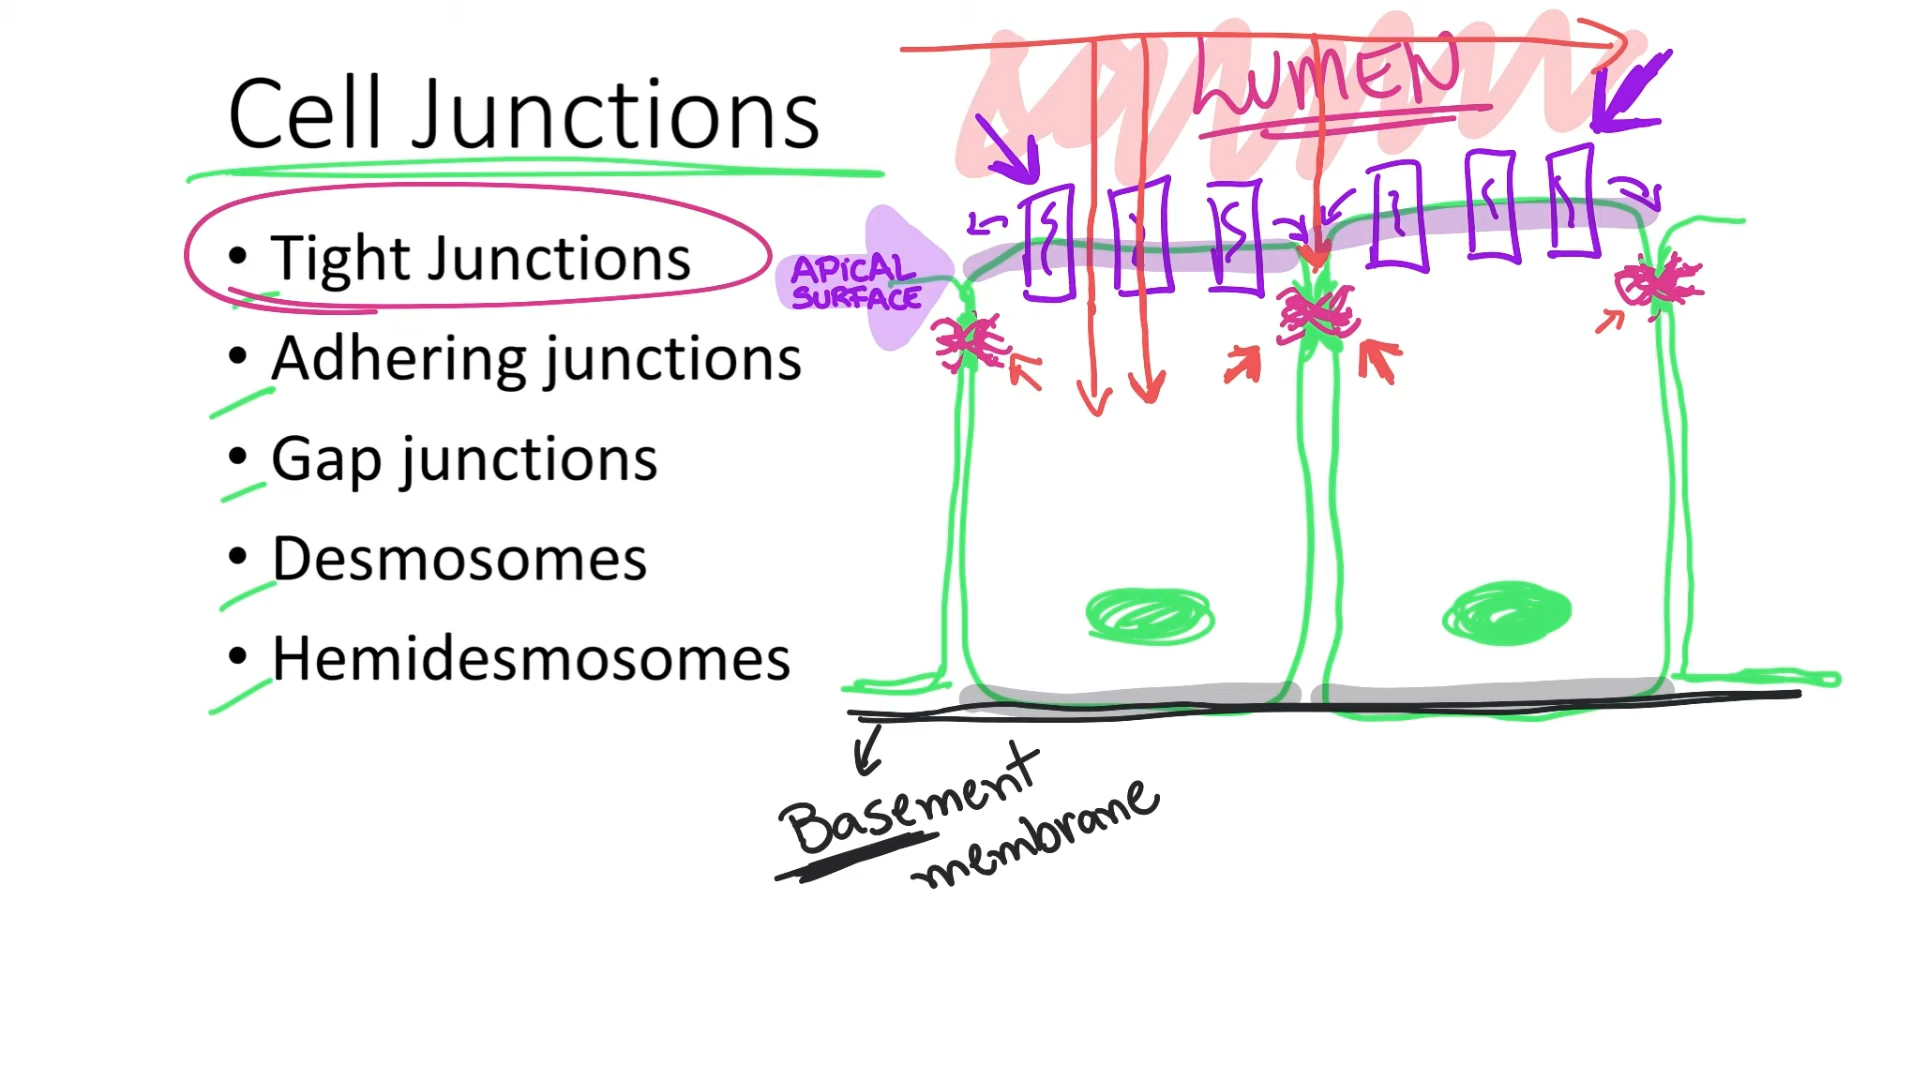 Cell Junctions
• Tight Junctions
• Adhering junctions
• Gap junctions
• Desmosomes
• Hemidesmosomes
LUMEN
APiCAL
SURFACE
Basement
membrane